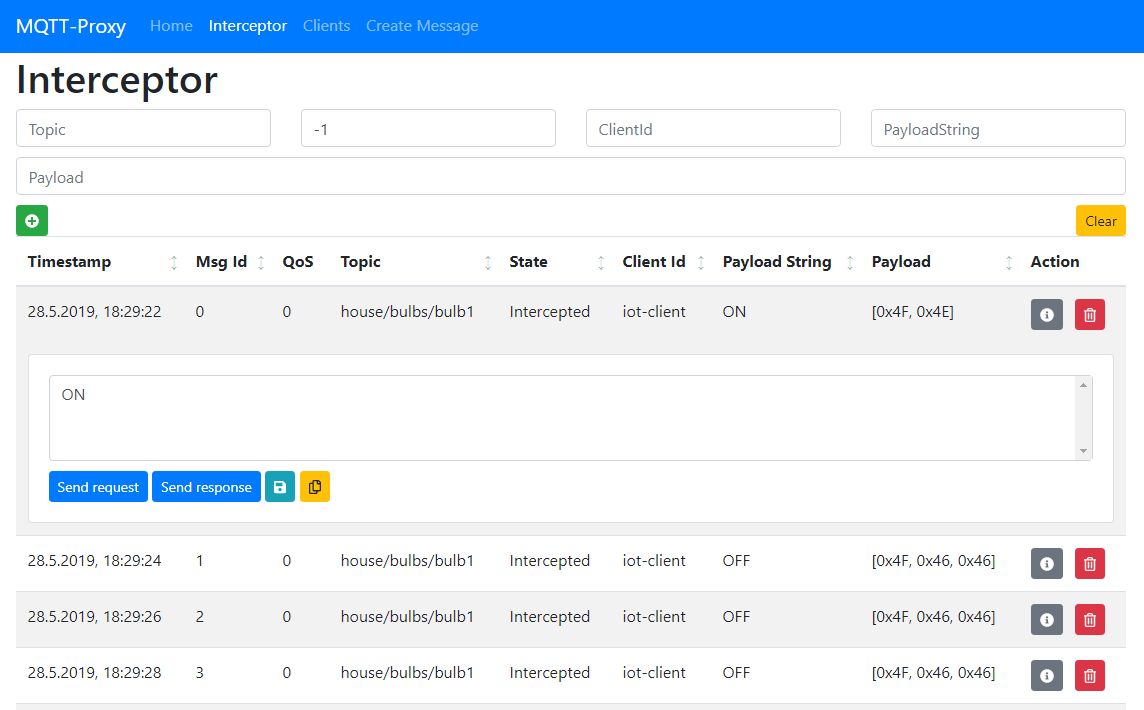 MQTT-Proxy Home Interceptor Clients Create Message
Interceptor
Topic -1 ClientId PayloadString
Payload
Clear
Timestamp Msg Id QoS Topic State Client Id Payload String Payload Action
28.5.2019, 18:29:22 0 0 house/bulbs/bulb1 Intercepted iot-client ON [0x4F, 0x4E]
ON
Send request Send response
28.5.2019, 18:29:24 1 0 house/bulbs/bulb1 Intercepted iot-client OFF [0x4F, 0x46, 0x46]
28.5.2019, 18:29:26 2 0 house/bulbs/bulb1 Intercepted iot-client OFF [0x4F, 0x46, 0x46]
28.5.2019, 18:29:28 3 0 house/bulbs/bulb1 Intercepted iot-client OFF [0x4F, 0x46, 0x46]